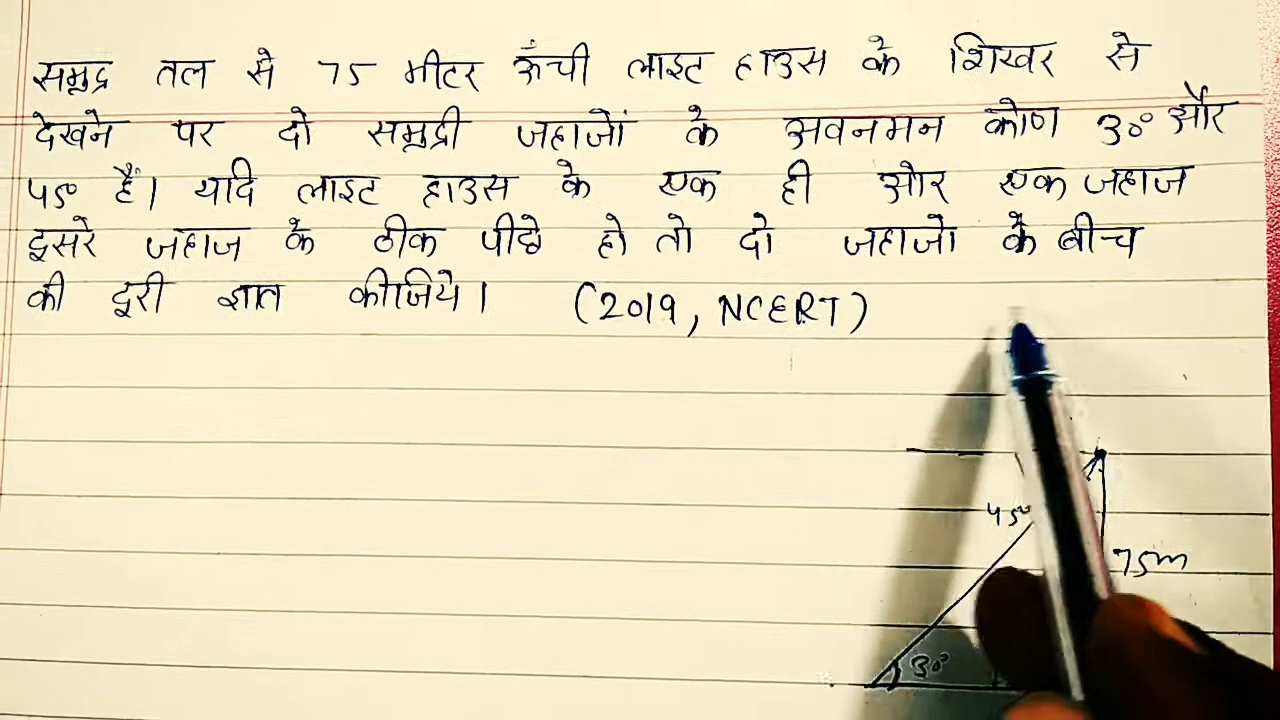 समुद्र तल से 75 मीटर ऊँची लाइट हाउस के शिखर से
देखने पर दो समुद्री जहाजों के अवनमन कोण 30° और
45° हैं। यदि लाइट हाउस के एक ही ओर एक जहाज
दूसरे जहाज के ठीक पीछे हो तो दो जहाजो के बीच
की दूरी ज्ञात कीजिये। (2019, NCERT)
45°
75m
30°